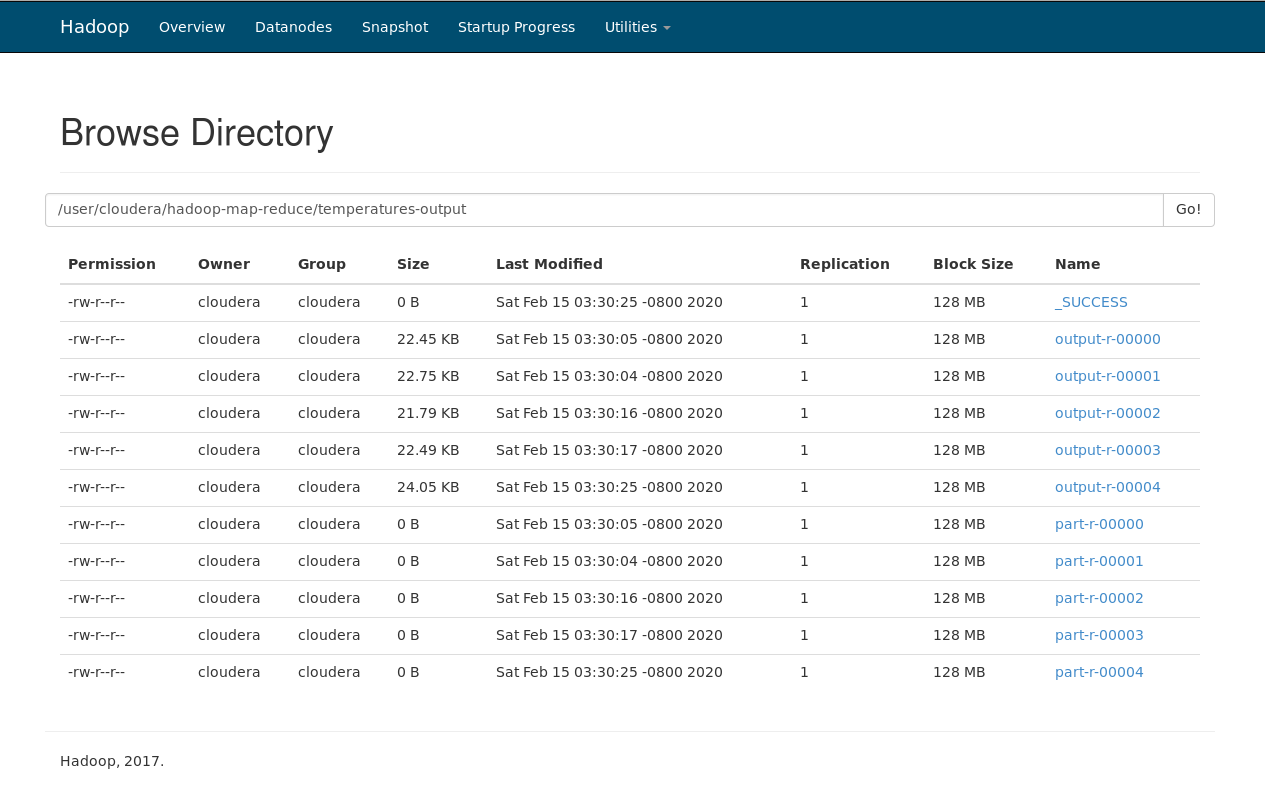 Hadoop Overview Datanodes Snapshot Startup Progress Utilities
Browse Directory
/user/cloudera/hadoop-map-reduce/temperatures-output Go!
Permission Owner Group Size Last Modified Replication Block Size Name
-rw-r--r-- cloudera cloudera 0 B Sat Feb 15 03:30:25 -0800 2020 1 128 MB _SUCCESS
-rw-r--r-- cloudera cloudera 22.45 KB Sat Feb 15 03:30:05 -0800 2020 1 128 MB output-r-00000
-rw-r--r-- cloudera cloudera 22.75 KB Sat Feb 15 03:30:04 -0800 2020 1 128 MB output-r-00001
-rw-r--r-- cloudera cloudera 21.79 KB Sat Feb 15 03:30:16 -0800 2020 1 128 MB output-r-00002
-rw-r--r-- cloudera cloudera 22.49 KB Sat Feb 15 03:30:17 -0800 2020 1 128 MB output-r-00003
-rw-r--r-- cloudera cloudera 24.05 KB Sat Feb 15 03:30:25 -0800 2020 1 128 MB output-r-00004
-rw-r--r-- cloudera cloudera 0 B Sat Feb 15 03:30:05 -0800 2020 1 128 MB part-r-00000
-rw-r--r-- cloudera cloudera 0 B Sat Feb 15 03:30:04 -0800 2020 1 128 MB part-r-00001
-rw-r--r-- cloudera cloudera 0 B Sat Feb 15 03:30:16 -0800 2020 1 128 MB part-r-00002
-rw-r--r-- cloudera cloudera 0 B Sat Feb 15 03:30:17 -0800 2020 1 128 MB part-r-00003
-rw-r--r-- cloudera cloudera 0 B Sat Feb 15 03:30:25 -0800 2020 1 128 MB part-r-00004
Hadoop, 2017.